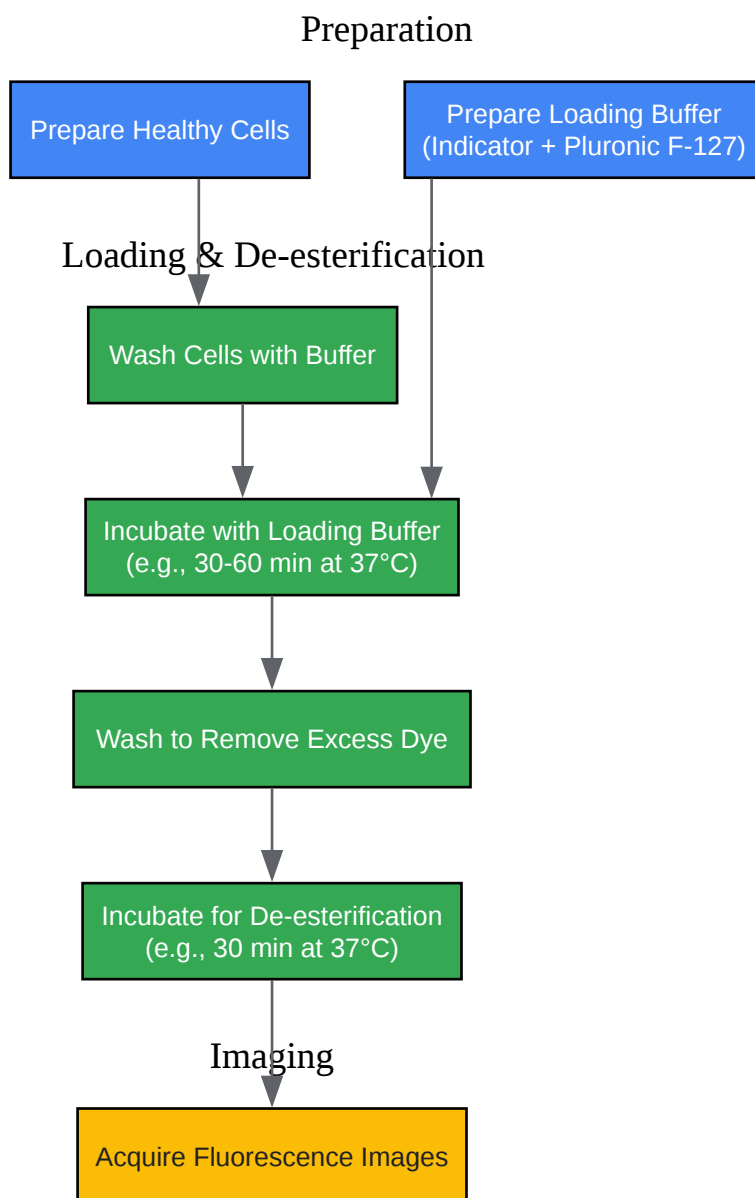 Preparation
Prepare Healthy Cells
Prepare Loading Buffer
(Indicator + Pluronic F-127)
Loading & De-esterification
Wash Cells with Buffer
Incubate with Loading Buffer
(e.g., 30-60 min at 37°C)
Wash to Remove Excess Dye
Incubate for De-esterification
(e.g., 30 min at 37°C)
Imaging
Acquire Fluorescence Images